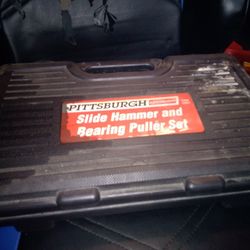 PITTSBURGH
Slide Hammer and
Bearing Puller Set